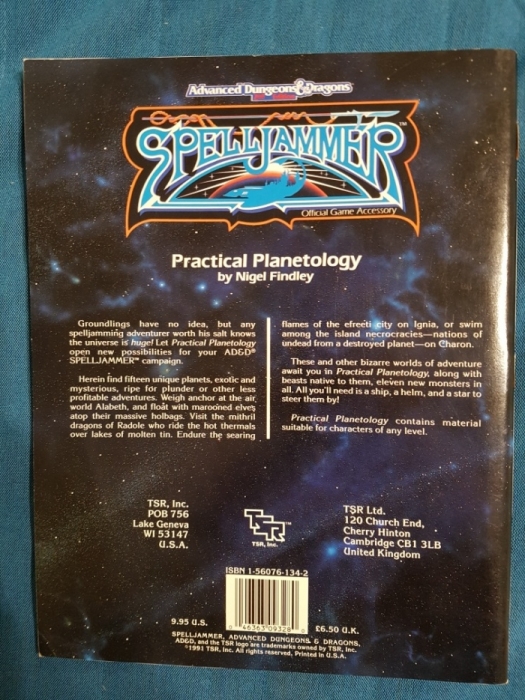 Advanced Dungeons & Dragons
SPELLJAMMER™
Official Game Accessory
Practical Planetology
by Nigel Findley
Groundlings have no idea, but any
spelljamming adventurer worth his salt knows
the universe is huge! Let Practical Planetology
open new possibilities for your AD&D®
SPELLJAMMER™ campaign.
Herein find fifteen unique planets, exotic and
mysterious, ripe for plunder or other less
profitable adventures. Weigh anchor at the air
world Alabeth, and float with marooned elves
atop their massive holbags. Visit the mithril
dragons of Radole who ride the hot thermals
over lakes of molten tin. Endure the searing
flames of the efreeti city on Ignia, or swim
among the island necrocracies—nations of
undead from a destroyed planet—on Charon.
These and other bizarre worlds of adventure
await you in Practical Planetology, along with
beasts native to them, eleven new monsters in
all. All you'll need is a ship, a helm, and a star to
steer them by!
Practical Planetology contains material
suitable for characters of any level.
TSR, Inc.
POB 756
Lake Geneva
WI 53147
U.S.A.
TSR™
TSR, Inc.
TSR Ltd.
120 Church End,
Cherry Hinton
Cambridge CB1 3LB
United Kingdom
ISBN 1-56076-134-2
9.95 U.S.
0 46363 09328 0
£6.50 U.K.
SPELLJAMMER, ADVANCED DUNGEONS & DRAGONS,
AD&D, and the TSR logo are trademarks owned by TSR, Inc.
©1991 TSR, Inc. All rights reserved. Printed in U.S.A.